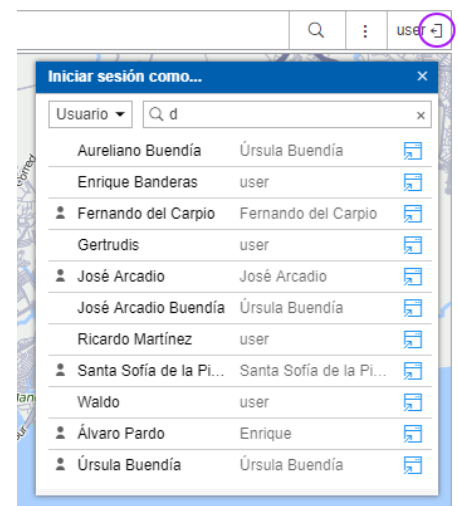 user
Iniciar sesión como...
Usuario d
Aureliano Buendía Úrsula Buendía
Enrique Banderas user
Fernando del Carpio Fernando del Carpio
Gertrudis user
José Arcadio José Arcadio
José Arcadio Buendía Úrsula Buendía
Ricardo Martínez user
Santa Sofía de la Pi... Santa Sofía de la Pi...
Waldo user
Álvaro Pardo Enrique
Úrsula Buendía Úrsula Buendía